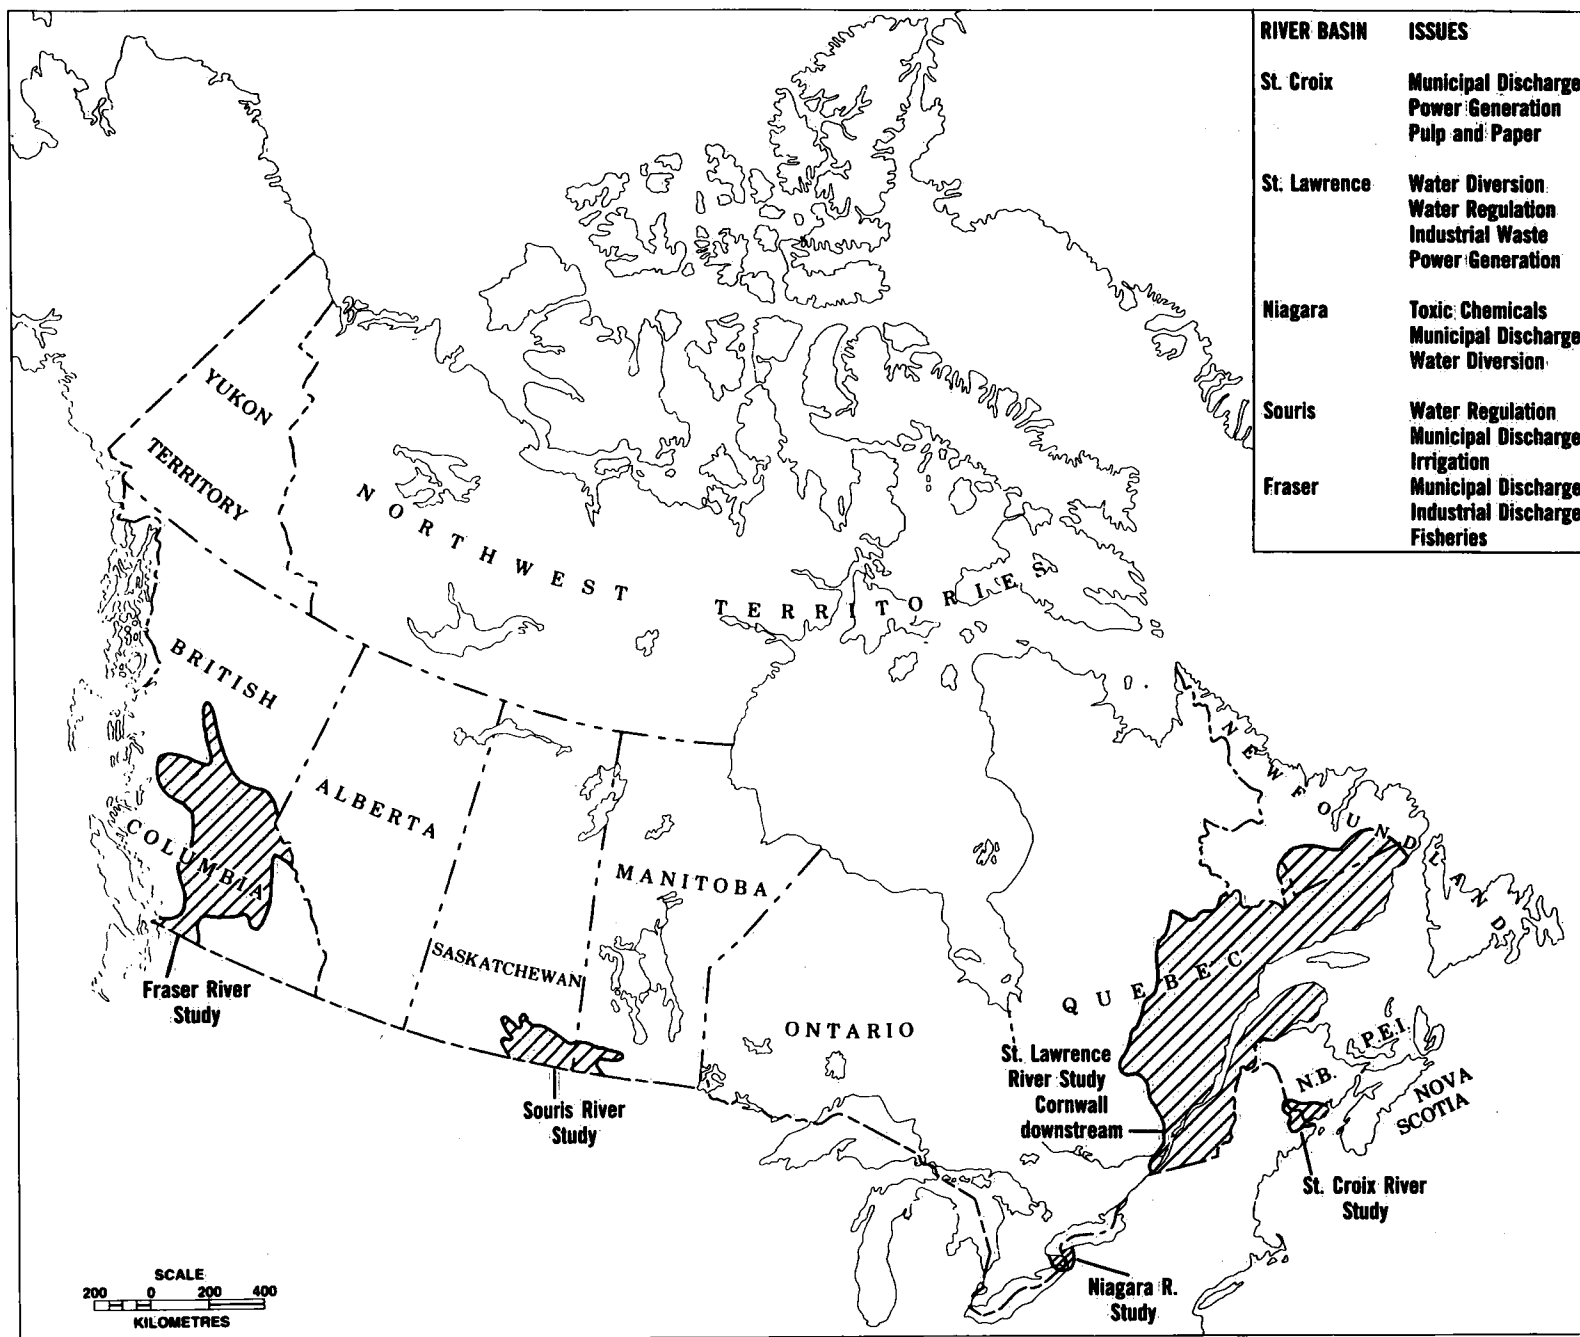 RIVER BASIN ISSUES
St. Croix Municipal Discharge
Power Generation
Pulp and Paper
St. Lawrence Water Diversion
Water Regulation
Industrial Waste
Power Generation
Niagara Toxic Chemicals
Municipal Discharge
Water Diversion
Souris Water Regulation
Municipal Discharge
Irrigation
Fraser Municipal Discharge
Industrial Discharge
Fisheries
YUKON
TERRITORY
NORTHWEST TERRITORIES
BRITISH
COLUMBIA
ALBERTA
SASKATCHEWAN
MANITOBA
ONTARIO
QUEBEC
NEWFOUNDLAND
P.E.I.
N.B.
NOVA
SCOTIA
Fraser River
Study
Souris River
Study
St. Lawrence
River Study
Cornwall
downstream
St. Croix River
Study
Niagara R.
Study
SCALE
200 0 200 400
KILOMETRES